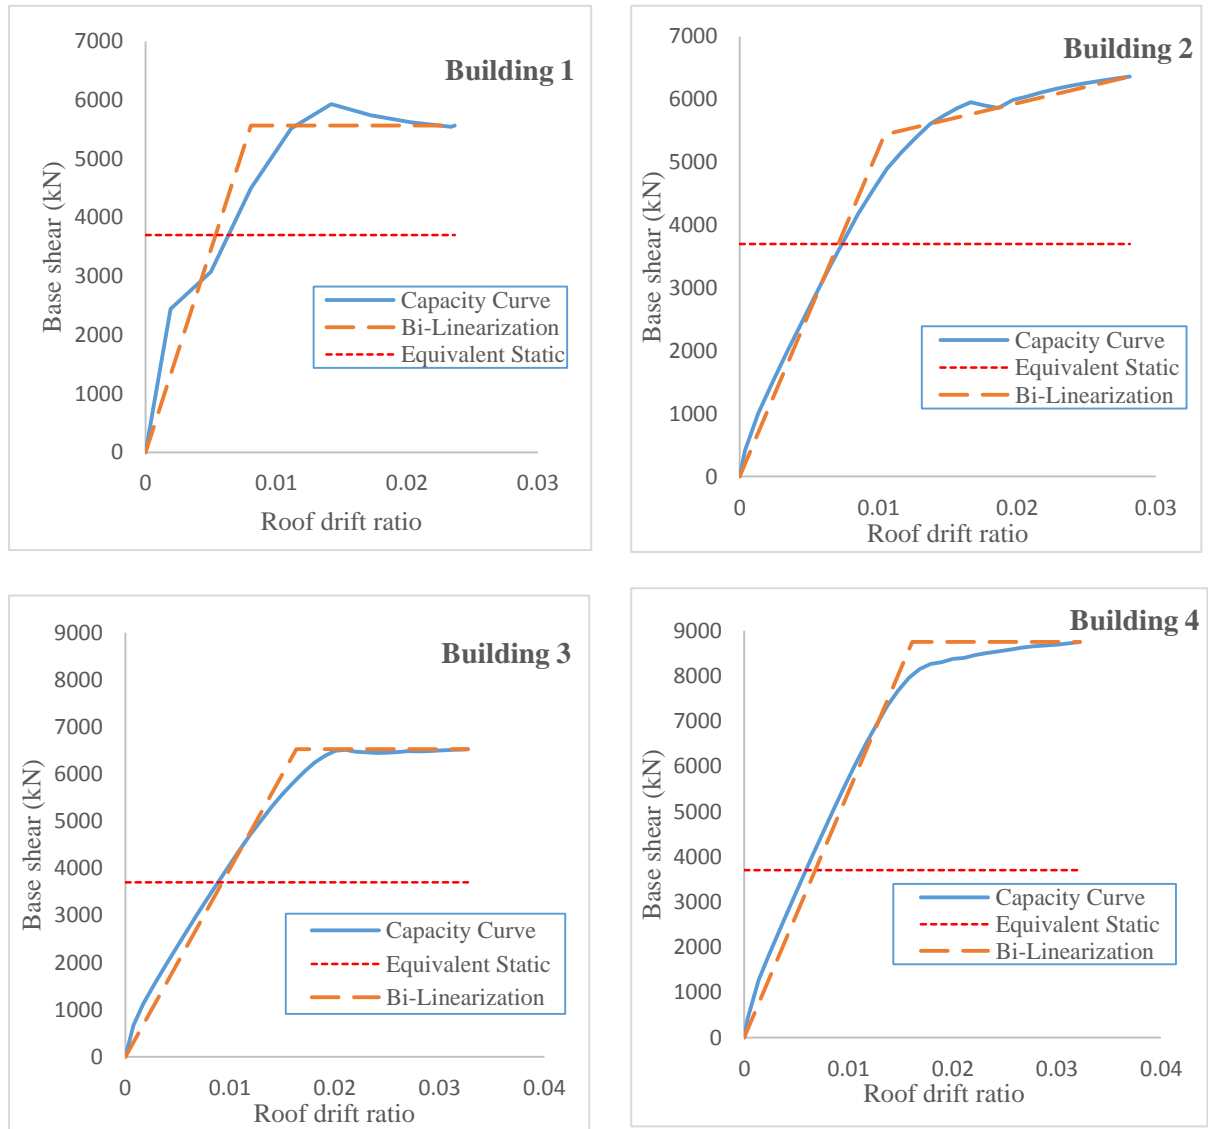 Building 1
7000
6000
5000
4000
3000
2000
1000
0
Base shear (kN)
Capacity Curve
Bi-Linearization
Equivalent Static
0
0.01
0.02
0.03
Roof drift ratio
Building 2
7000
6000
5000
4000
3000
2000
1000
0
Base shear (kN)
Capacity Curve
Equivalent Static
Bi-Linearization
0
0.01
0.02
0.03
Roof drift ratio
Building 3
9000
8000
7000
6000
5000
4000
3000
2000
1000
0
Base shear (kN)
Capacity Curve
Equivalent Static
Bi-Linearization
0
0.01
0.02
0.03
0.04
Roof drift ratio
Building 4
9000
8000
7000
6000
5000
4000
3000
2000
1000
0
Base shear (kN)
Capacity Curve
Equivalent Static
Bi-Linearization
0
0.01
0.02
0.03
0.04
Roof drift ratio